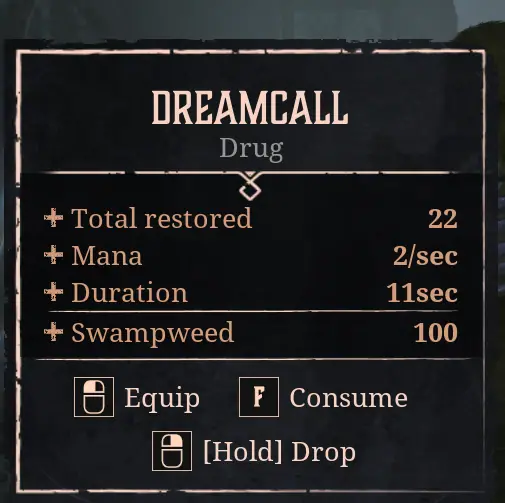 DREAMCALL
Drug
Total restored 22
Mana 2/sec
Duration 11sec
Swampweed 100
Equip F Consume
[Hold] Drop